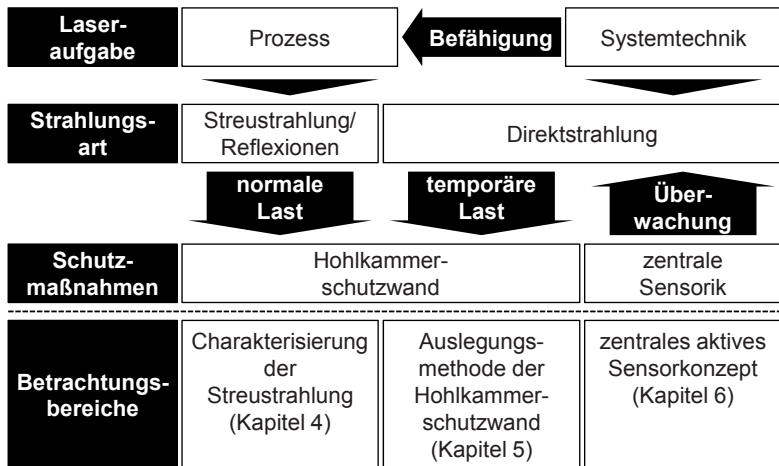 Laser-
aufgabe
Prozess
Befähigung
Systemtechnik
Strahlungs-
art
Streustrahlung/
Reflexionen
Direktstrahlung
normale
Last
temporäre
Last
Über-
wachung
Schutz-
maßnahmen
Hohlkammer-
schutzwand
zentrale
Sensorik
Betrachtungs-
bereiche
Charakterisierung
der
Streustrahlung
(Kapitel 4)
Auslegungs-
methode der
Hohlkammer-
schutzwand
(Kapitel 5)
zentrales aktives
Sensorkonzept
(Kapitel 6)